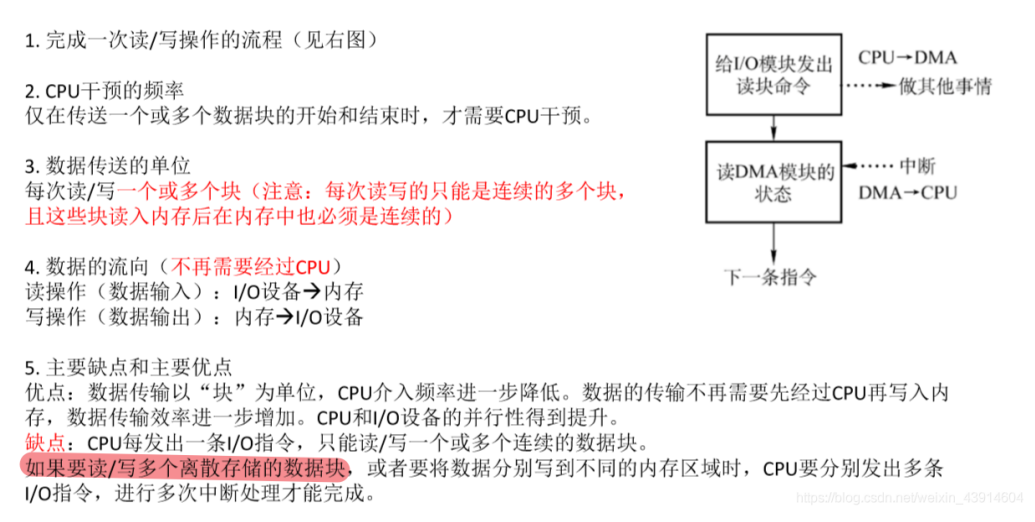 1. 完成一次读/写操作的流程（见右图）
2. CPU干预的频率
仅在传送一个或多个数据块的开始和结束时，才需要CPU干预。
3. 数据传送的单位
每次读/写一个或多个块（注意：每次读写的只能是连续的多个块，
且这些块读入内存后在内存中也必须是连续的）
4. 数据的流向（不再需要经过CPU）
读操作（数据输入）：I/O设备→内存
写操作（数据输出）：内存→I/O设备
5. 主要缺点和主要优点
优点：数据传输以“块”为单位，CPU介入频率进一步降低。数据的传输不再需要先经过CPU再写入内
存，数据传输效率进一步增加。CPU和I/O设备的并行性得到提升。
缺点：CPU每发出一条I/O指令，只能读/写一个或多个连续的数据块。
如果要读/写多个离散存储的数据块，或者要将数据分别写到不同的内存区域时，CPU要分别发出多条
I/O指令，进行多次中断处理才能完成。
给I/O模块发出
读块命令
CPU→DMA
做其他事情
读DMA模块的
状态
中断
DMA→CPU
下一条指令
https://blog.csdn.net/weixin_43914604